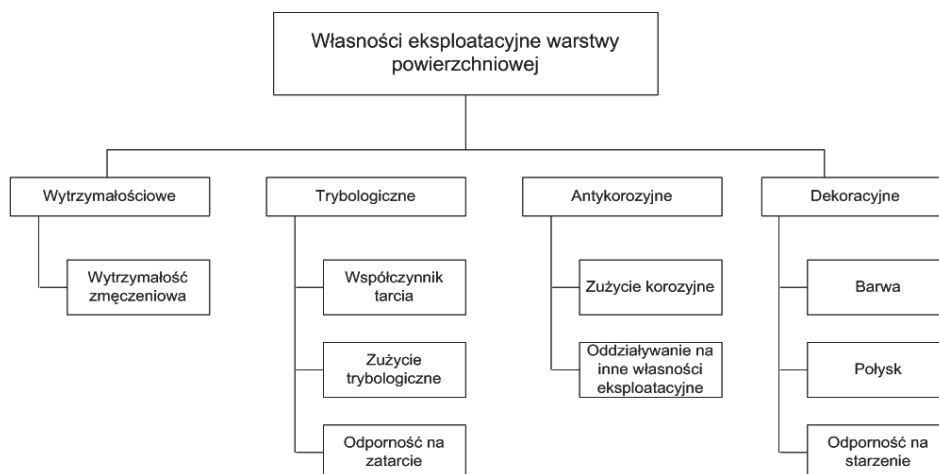 Własności eksploatacyjne warstwy
powierzchniowej
Wytrzymałościowe
Trybologiczne
Antykorozyjne
Dekoracyjne
Wytrzymałość
zmęczeniowa
Współczynnik
tarcia
Zużycie korozyjne
Barwa
Zużycie
trybologiczne
Oddziaływanie na
inne własności
eksploatacyjne
Połysk
Odporność na
zatarcie
Odporność na
starzenie